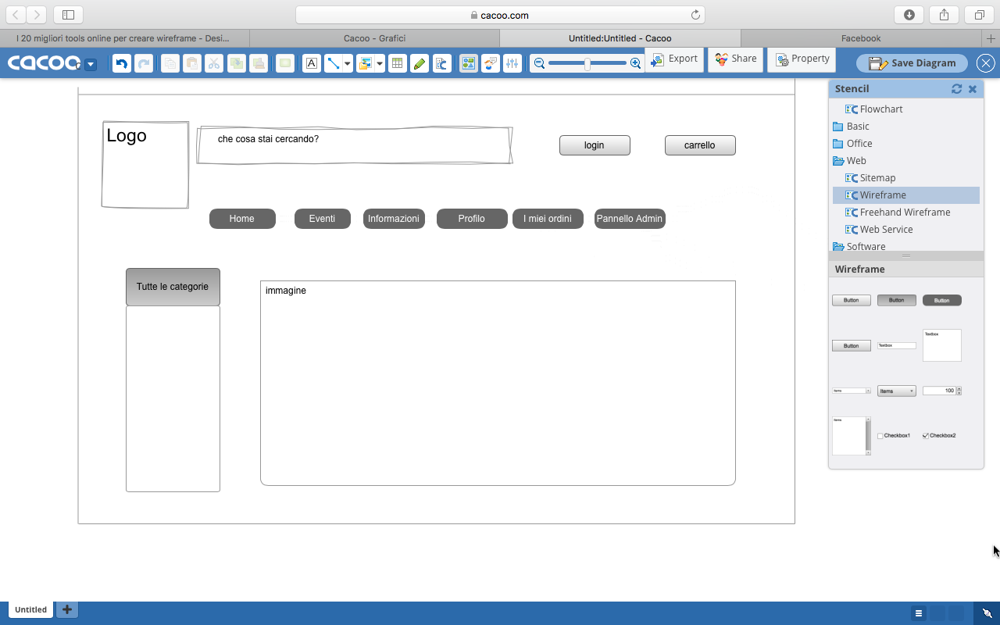 cacoo.com
I 20 migliori tools online per creare wireframe - Desi...
Cacoo - Grafici
Untitled:Untitled - Cacoo
Facebook
cacoo
A
Export
Share
Property
Save Diagram
Stencil
Flowchart
Basic
Office
Web
Sitemap
Wireframe
Freehand Wireframe
Web Service
Software
Logo
che cosa stai cercando?
login
carrello
Home
Eventi
Informazioni
Profilo
I miei ordini
Pannello Admin
Tutte le categorie
immagine
Wireframe
Button
Button
Button
Button
Textbox
Textbox
Items
Items
100
Items
Checkbox1
Checkbox2
Untitled